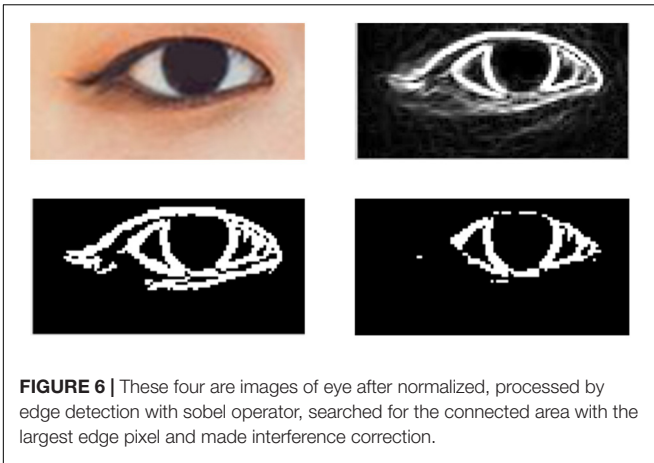 FIGURE 6 | These four are images of eye after normalized, processed by
edge detection with sobel operator, searched for the connected area with the
largest edge pixel and made interference correction.